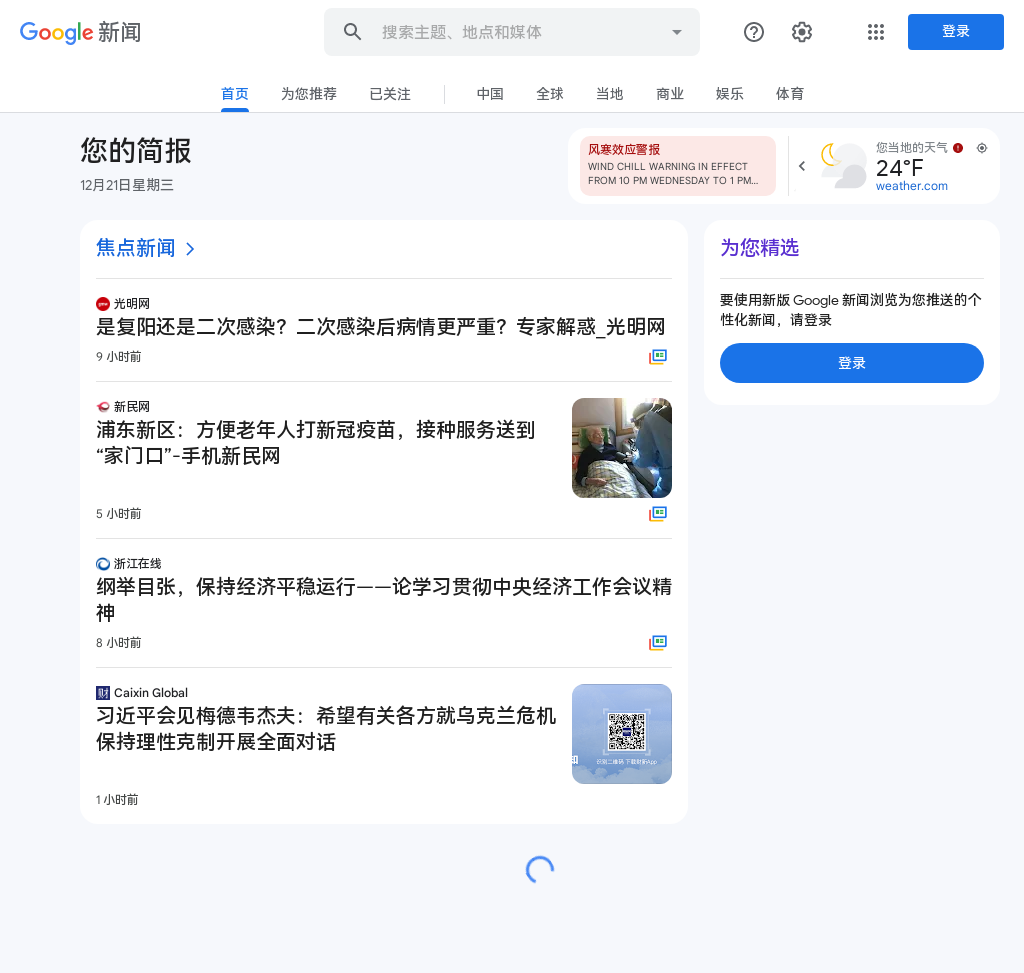 Google 新闻
搜索主题、地点和媒体
登录
首页
为您推荐
已关注
中国
全球
当地
商业
娱乐
体育
您的简报
12月21日星期三
风寒效应警报
WIND CHILL WARNING IN EFFECT
FROM 10 PM WEDNESDAY TO 1 PM...
您当地的天气
24°F
weather.com
焦点新闻
光明网
是复阳还是二次感染？二次感染后病情更严重？专家解惑_光明网
9 小时前
新民网
浦东新区：方便老年人打新冠疫苗，接种服务送到
“家门口”-手机新民网
5 小时前
浙江在线
纲举目张，保持经济平稳运行——论学习贯彻中央经济工作会议精
神
8 小时前
财
Caixin Global
习近平会见梅德韦杰夫：希望有关各方就乌克兰危机
保持理性克制开展全面对话
识别二维码 下载财新App
1 小时前
为您精选
要使用新版 Google 新闻浏览为您推送的个
性化新闻，请登录
登录